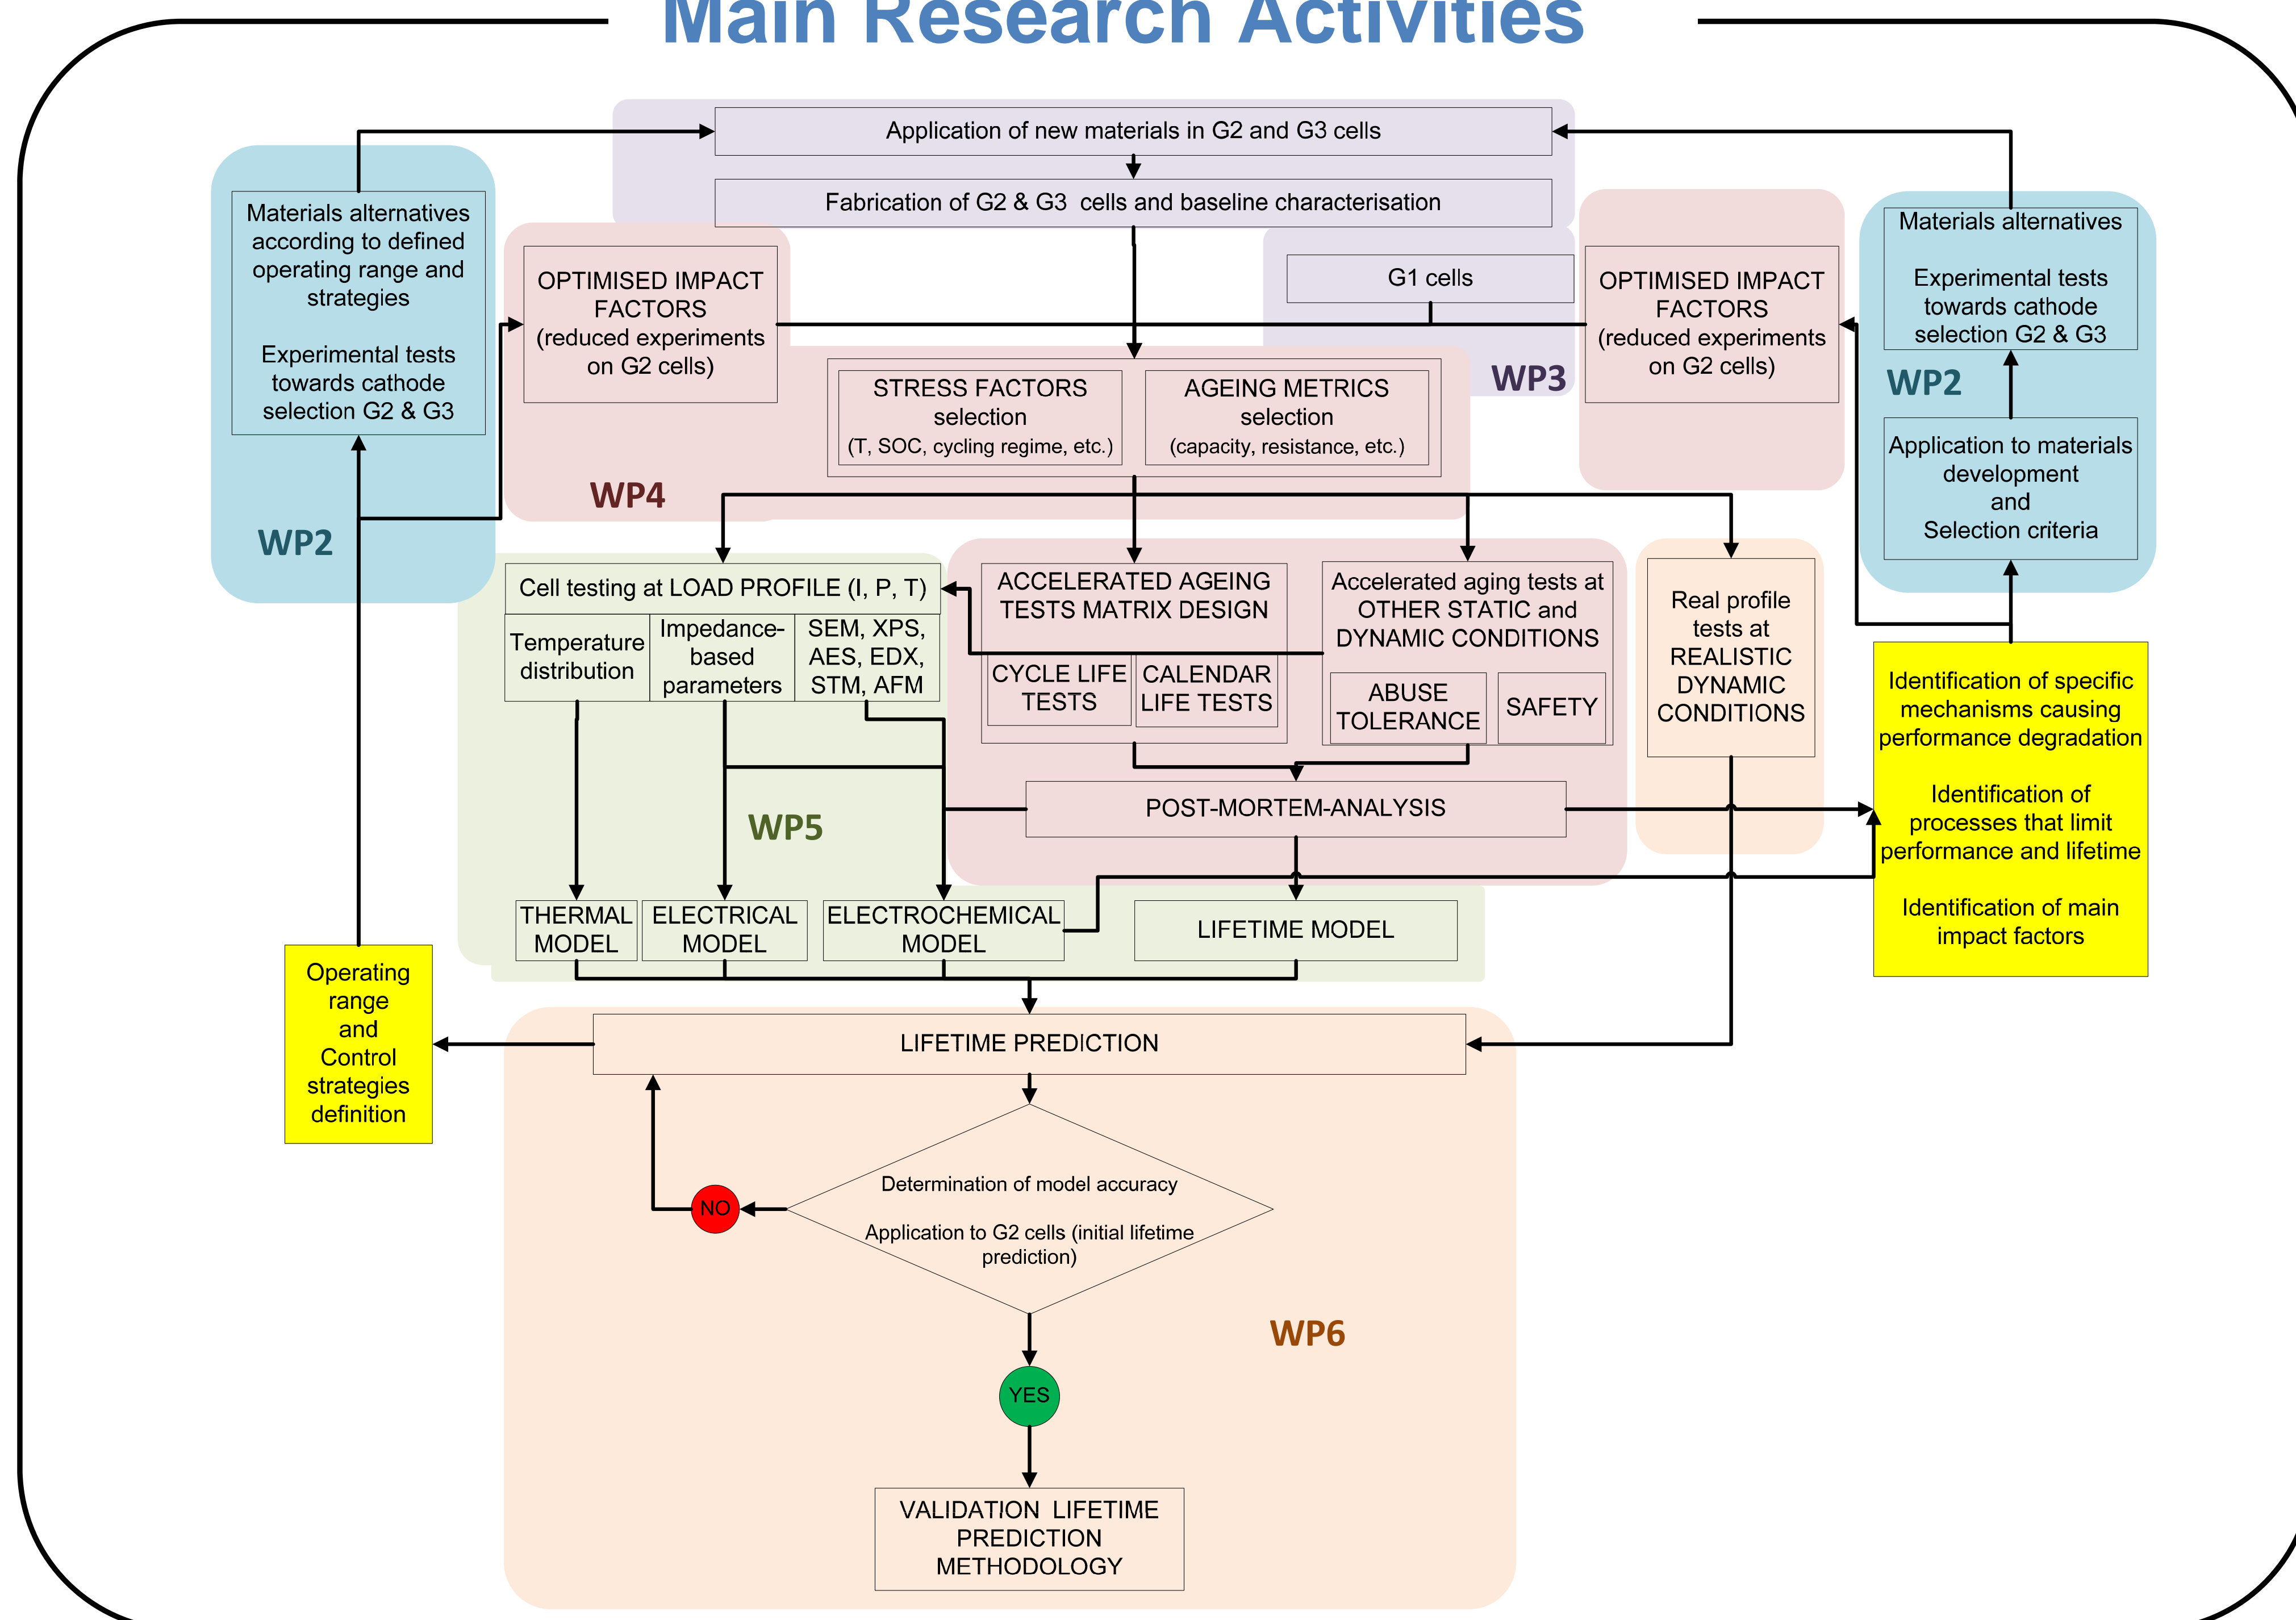 Main Research Activities
Application of new materials in G2 and G3 cells
Fabrication of G2 & G3 cells and baseline characterisation
Materials alternatives
according to defined
operating range and
strategies
Experimental tests
towards cathode
selection G2 & G3
WP2
OPTIMISED IMPACT
FACTORS
(reduced experiments
on G2 cells)
WP4
G1 cells
WP3
STRESS FACTORS
selection
(T, SOC, cycling regime, etc.)
AGEING METRICS
selection
(capacity, resistance, etc.)
OPTIMISED IMPACT
FACTORS
(reduced experiments
on G2 cells)
Materials alternatives
Experimental tests
towards cathode
selection G2 & G3
WP2
Application to materials
development
and
Selection criteria
Cell testing at LOAD PROFILE (I, P, T)
Temperature
distribution
Impedance-
based
parameters
SEM, XPS,
AES, EDX,
STM, AFM
ACCELERATED AGEING
TESTS MATRIX DESIGN
CYCLE LIFE
TESTS
CALENDAR
LIFE TESTS
Accelerated aging tests at
OTHER STATIC and
DYNAMIC CONDITIONS
ABUSE
TOLERANCE
SAFETY
Real profile
tests at
REALISTIC
DYNAMIC
CONDITIONS
Identification of specific
mechanisms causing
performance degradation
Identification of
processes that limit
performance and lifetime
Identification of main
impact factors
POST-MORTEM-ANALYSIS
WP5
THERMAL
MODEL
ELECTRICAL
MODEL
ELECTROCHEMICAL
MODEL
LIFETIME MODEL
Operating
range
and
Control
strategies
definition
LIFETIME PREDICTION
Determination of model accuracy
Application to G2 cells (initial lifetime
prediction)
NO
YES
WP6
VALIDATION LIFETIME
PREDICTION
METHODOLOGY